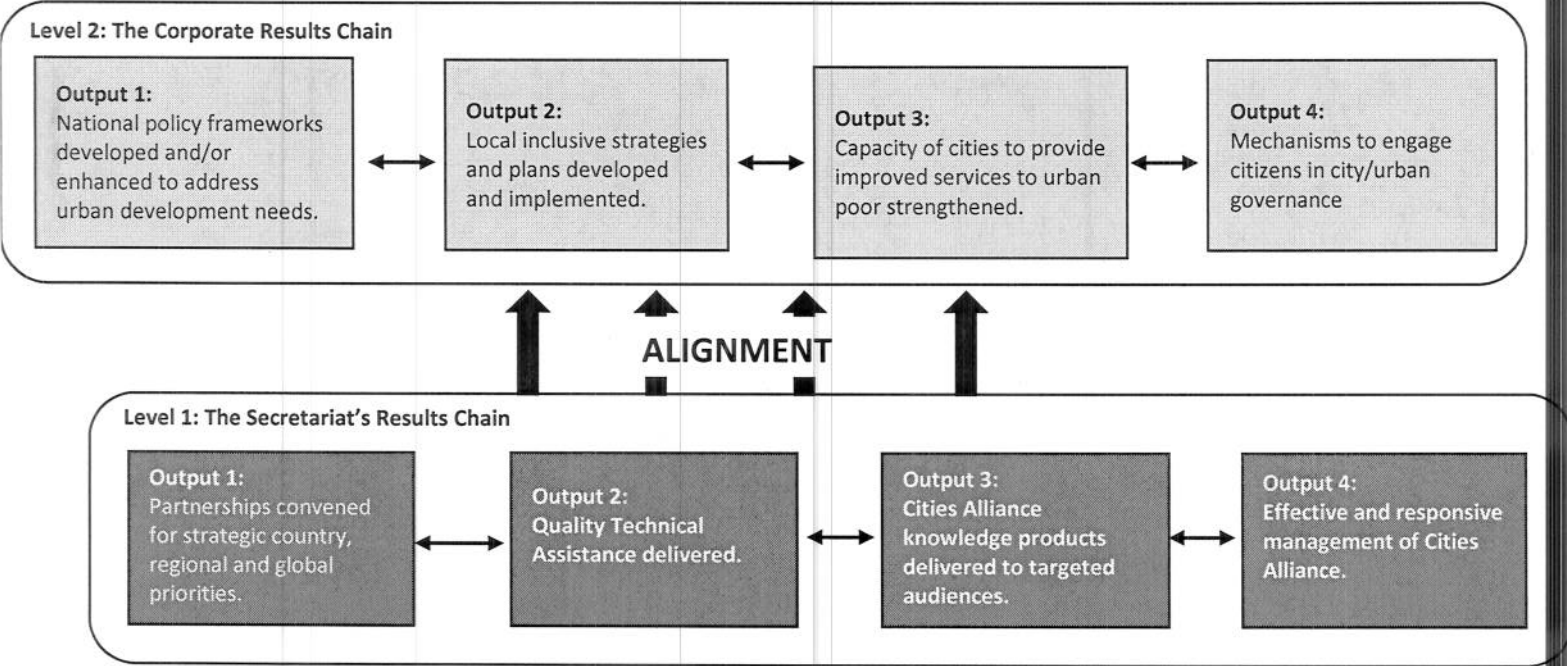 Level 2: The Corporate Results Chain
Output 1:
National policy frameworks
developed and/or
enhanced to address
urban development needs.
Output 2:
Local inclusive strategies
and plans developed
and implemented.
Output 3:
Capacity of cities to provide
improved services to urban
poor strengthened.
Output 4:
Mechanisms to engage
citizens in city/urban
governance
ALIGNMENT
Level 1: The Secretariat's Results Chain
Output 1:
Partnerships convened
for strategic country,
regional and global
priorities.
Output 2:
Quality Technical
Assistance delivered.
Output 3:
Cities Alliance
knowledge products
delivered to targeted
audiences.
Output 4:
Effective and responsive
management of Cities
Alliance.